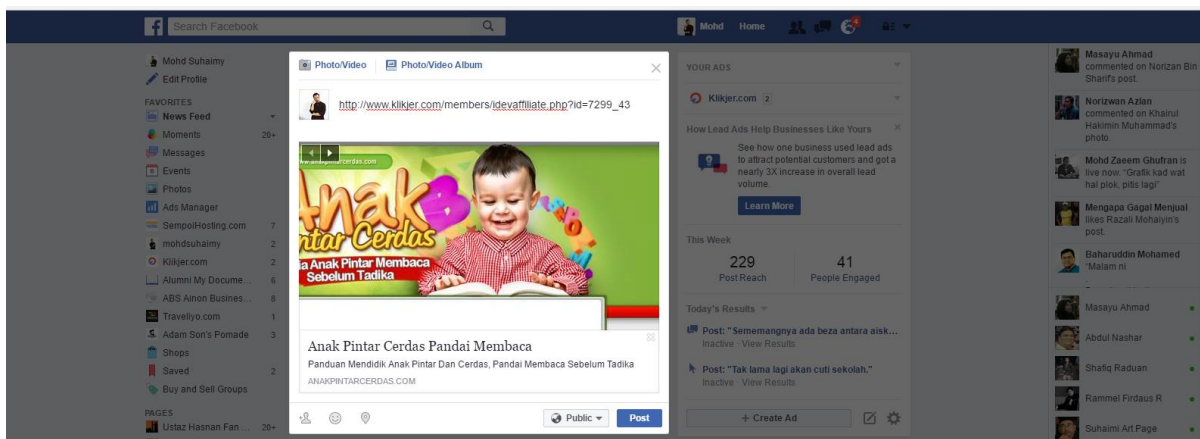 Search Facebook
Mohd
Home
4
Mohd Suhaimy
Edit Profile
FAVORITES
News Feed
Moments 20+
Messages
Events
Photos
Ads Manager
SempoiHosting.com 7
mohdsuhaimy 2
Klikjer.com 2
Alumni My Docume... 6
ABS Ainon Busines... 8
Travellyo.com 1
Adam Son's Pomade 3
Shops
Saved 2
Buy and Sell Groups
PAGES
Ustaz Hasnan Fan ... 20+
Photo/Video
Photo/Video Album
http://www.klikjer.com/members/idevaffiliate.php?id=7299_43
www.anakpintarcerdas.com
Anak
ntar Cerdas
ia Anak Pintar Membaca
Sebelum Tadika
Anak Pintar Cerdas Pandai Membaca
Panduan Mendidik Anak Pintar Dan Cerdas, Pandai Membaca Sebelum Tadika
ANAKPINTARCERDAS.COM
Public
Post
YOUR ADS
Klikjer.com 2
How Lead Ads Help Businesses Like Yours
See how one business used lead ads
to attract potential customers and got a
nearly 3X increase in overall lead
volume.
Learn More
This Week
229 41
Post Reach People Engaged
Today's Results
Post: "Sememangnya ada beza antara aisk...
Inactive · View Results
Post: "Tak lama lagi akan cuti sekolah."
Inactive · View Results
+ Create Ad
Masayu Ahmad
commented on Norizan Bin
Sharif's post.
Norizwan Azlan
commented on Khairul
Hakimin Muhammad's
photo.
Mohd Zaeem Ghufran is
live now. "Grafik kad wat
hal plok, pitis lagi"
Mengapa Gagal Menjual
likes Razali Mohaiyin's
post.
Baharuddin Mohamed
"Malam ni
Masayu Ahmad
Abdul Nashar
Shafiq Raduan
Rammel Firdaus R
Suhaimi Art Page